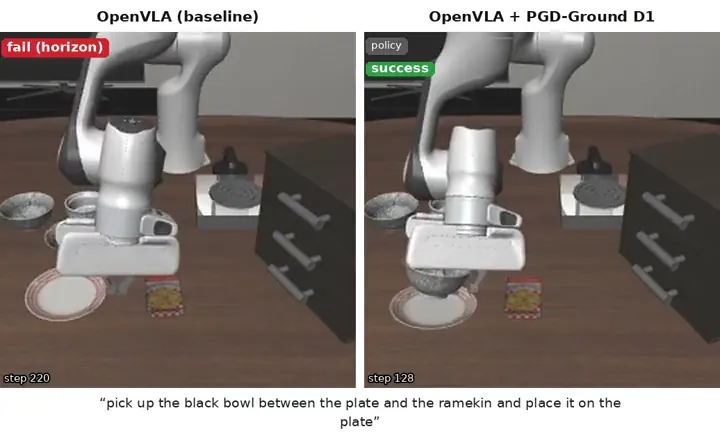 OpenVLA (baseline)
OpenVLA + PGD-Ground D1
fail (horizon)
policy
success
step 220
step 128
“pick up the black bowl between the plate and the ramekin and place it on the
plate”